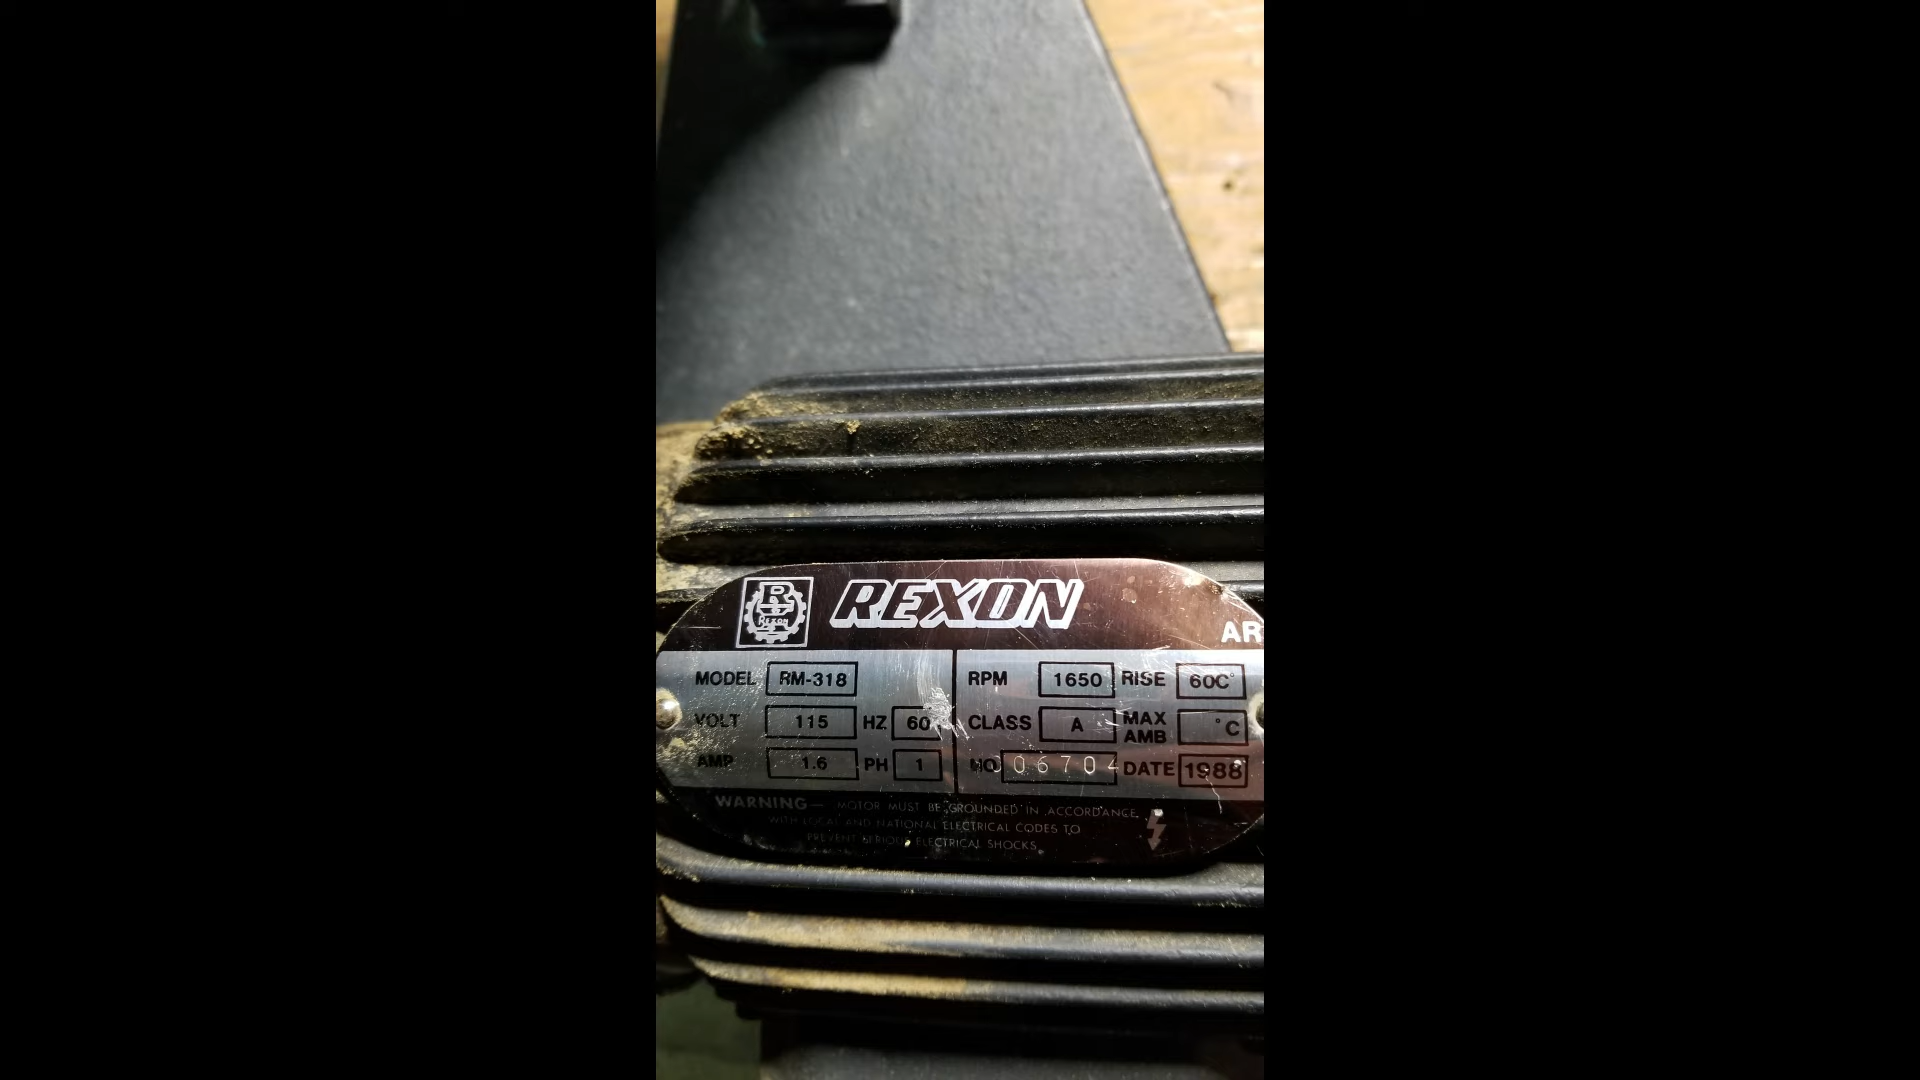 R
REXON
REXON
AR
MODEL RM-318 RPM 1650 RISE 60C°
VOLT 115 HZ 60 CLASS A MAX AMB °C
AMP 1.6 PH 1 NO 006704 DATE 1988
WARNING— MOTOR MUST BE GROUNDED IN ACCORDANCE
WITH LOCAL AND NATIONAL ELECTRICAL CODES TO
PREVENT SERIOUS ELECTRICAL SHOCKS.